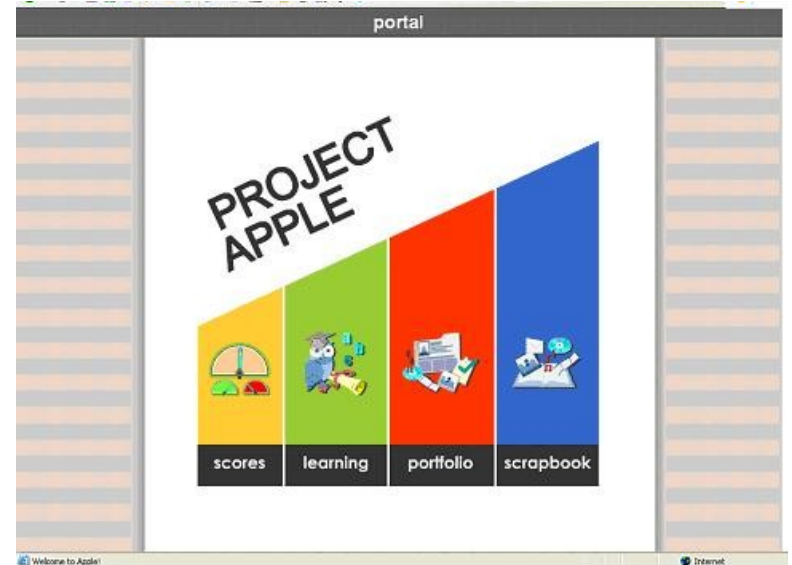 portal
PROJECT
APPLE
scores learning portfolio scrapbook
Welcome to Apple!
Internet